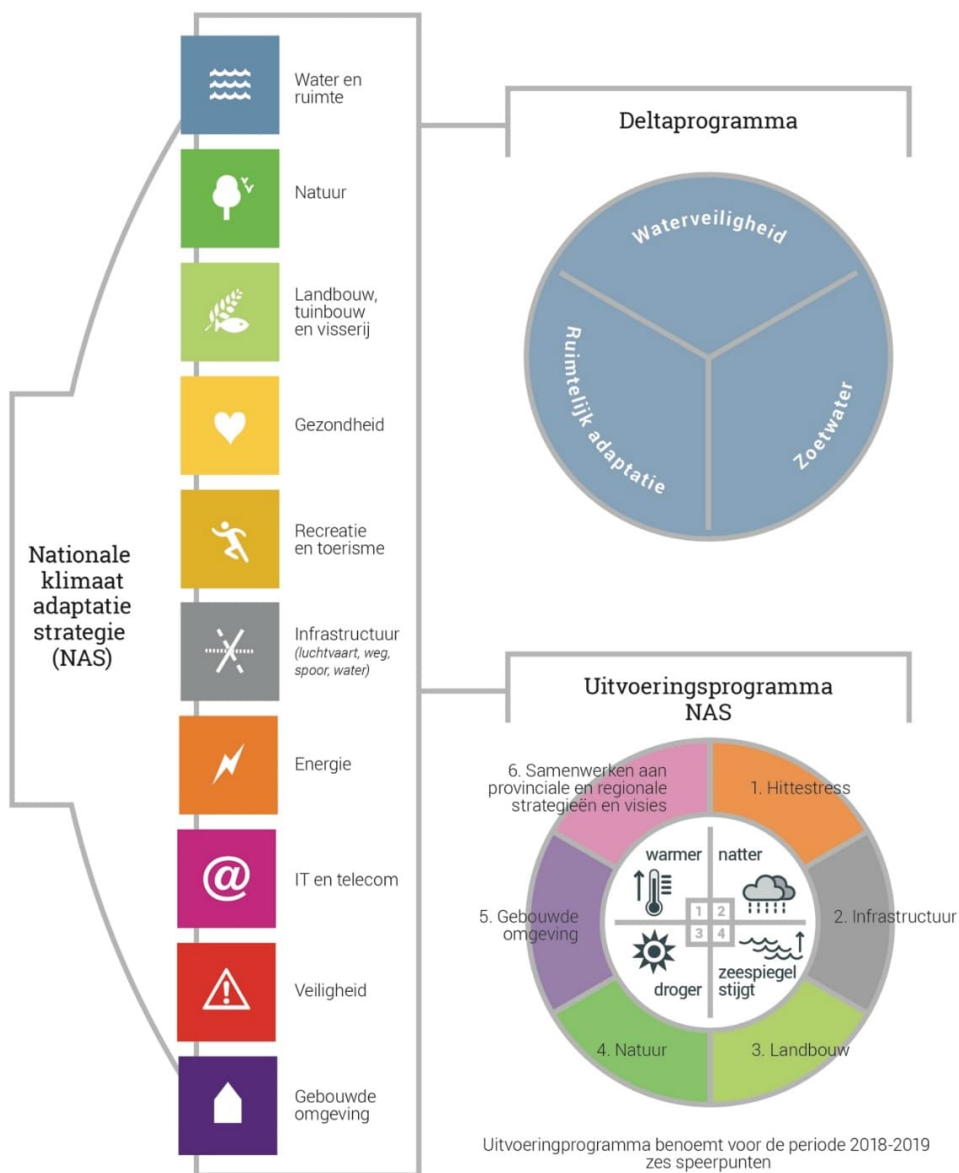 Nationale
klimaat
adaptatie
strategie
(NAS)
Water en
ruimte
Natuur
Landbouw,
tuinbouw
en visserij
Gezondheid
Recreatie
en toerisme
Infrastructuur
(luchtvaart, weg,
spoor, water)
Energie
@
IT en telecom
Veiligheid
Gebouwde
omgeving
Deltaprogramma
Waterveiligheid
Ruimtelijk adaptatie
Zoetwater
Uitvoeringsprogramma
NAS
6. Samenwerken aan
provinciale en regionale
strategieën en visies
1. Hittestress
2. Infrastructuur
3. Landbouw
4. Natuur
5. Gebouwde
omgeving
warmer
natter
1 2
3 4
droger
zeespiegel
stijgt
Uitvoeringprogramma benoemt voor de periode 2018-2019
zes speerpunten